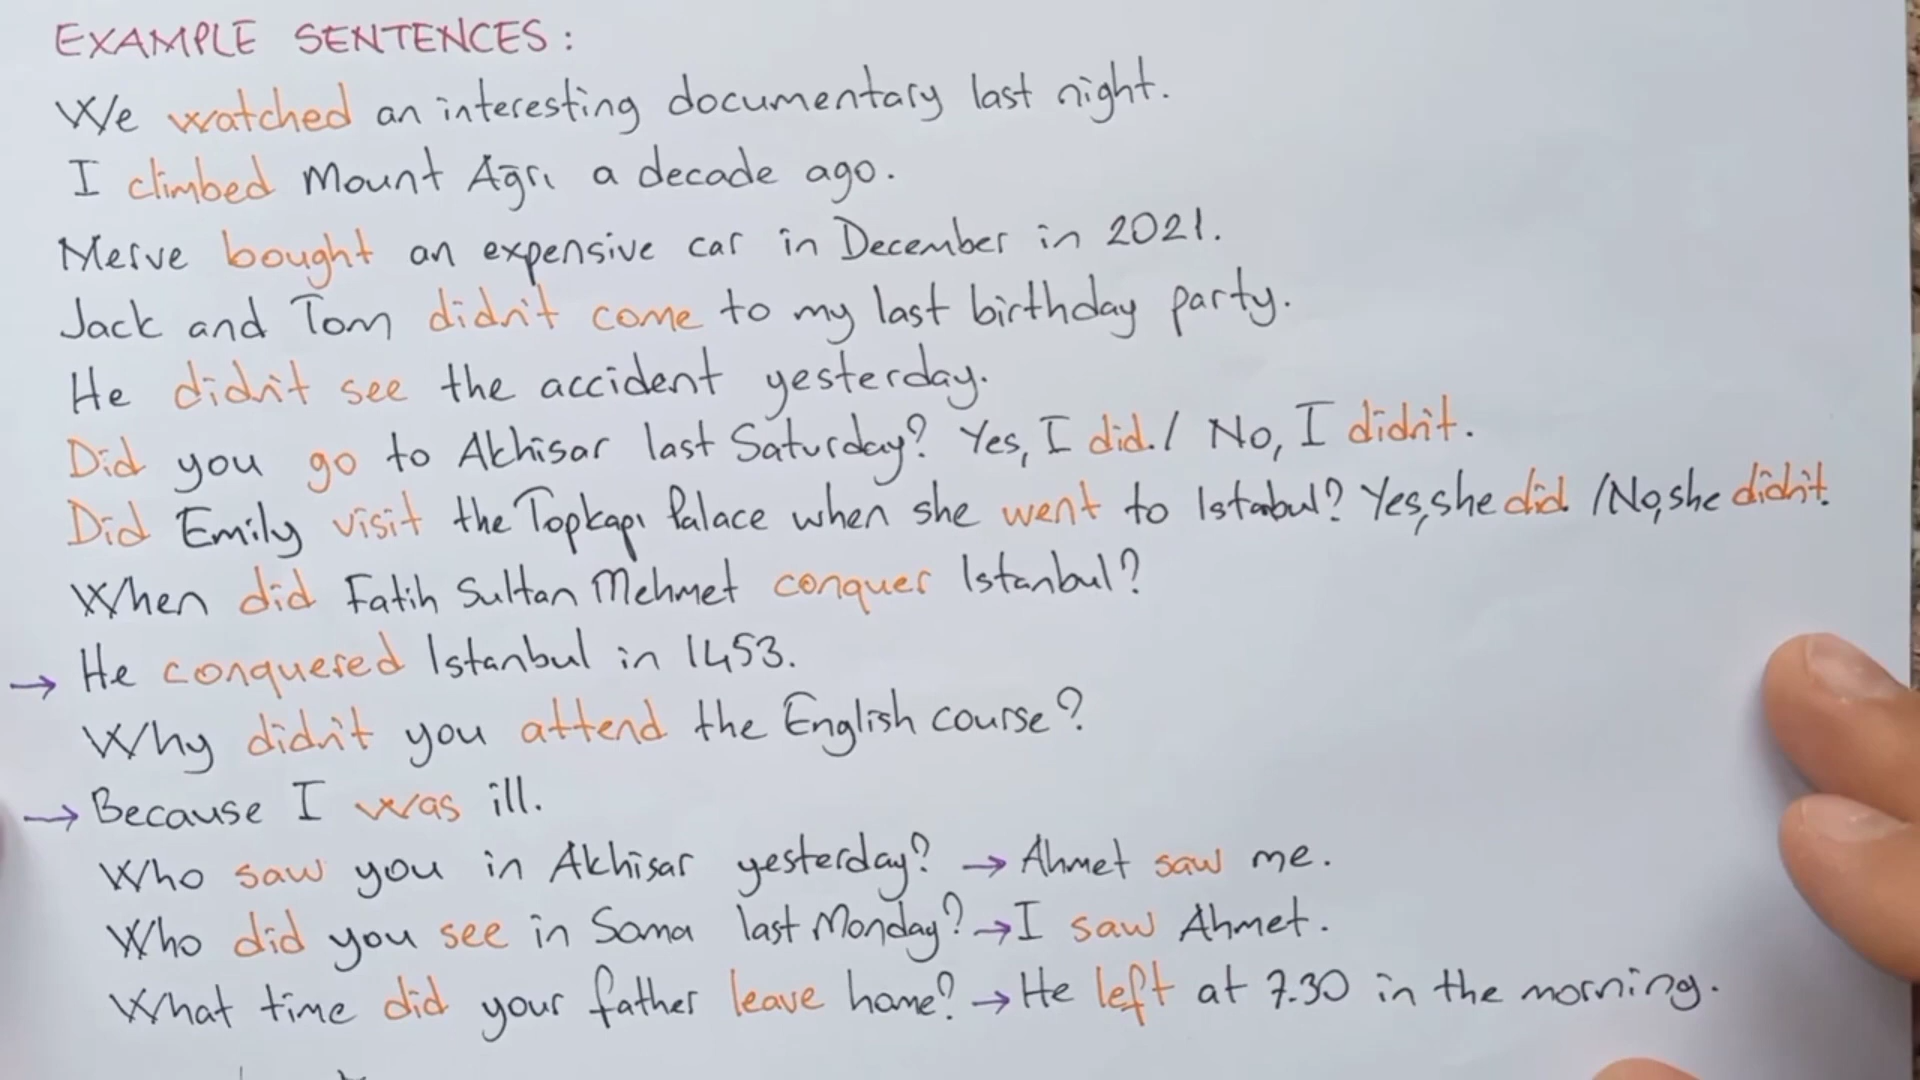 EXAMPLE SENTENCES:
We watched an interesting documentary last night.
I climbed Mount Ağrı a decade ago.
Merve bought an expensive car in December in 2021.
Jack and Tom didn't come to my last birthday party.
He didn't see the accident yesterday.
Did you go to Akhisar last Saturday? Yes, I did. / No, I didn't.
Did Emily visit the Topkapı Palace when she went to Istabul? Yes, she did. /No, she didn't.
When did Fatih Sultan Mehmet conquer Istanbul?
→ He conquered Istanbul in 1453.
Why didn't you attend the English course?
→ Because I was ill.
Who saw you in Akhisar yesterday? → Ahmet saw me.
Who did you see in Soma last Monday? → I saw Ahmet.
What time did your father leave home? → He left at 7.30 in the morning.